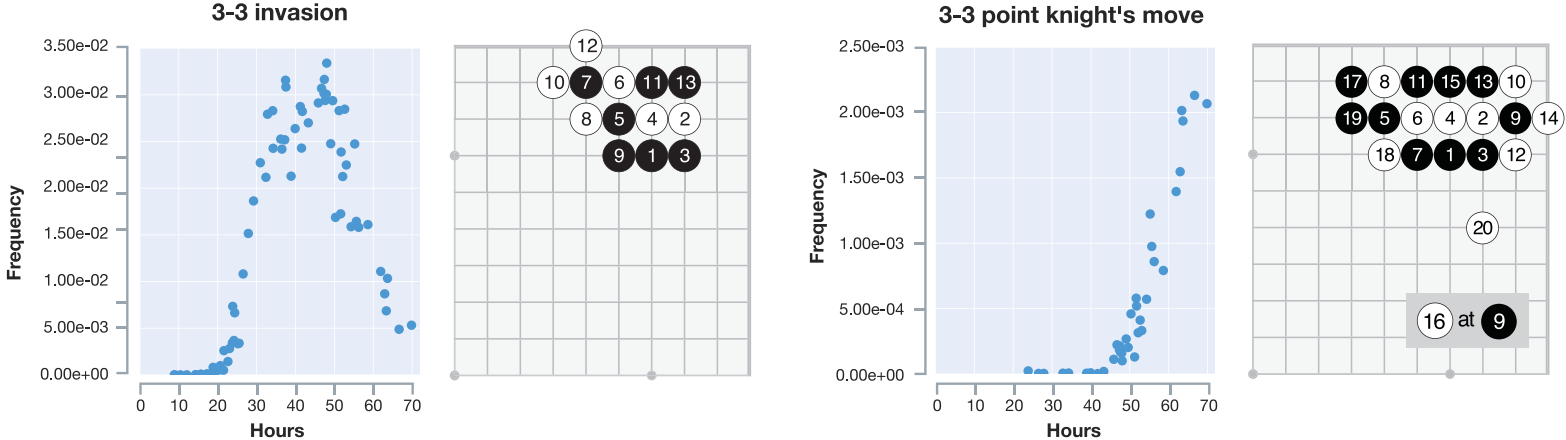 3-3 invasion
3.50e-02
3.00e-02
2.50e-02
2.00e-02
1.50e-02
1.00e-02
5.00e-03
0.00e+00
Frequency
0 10 20 30 40 50 60 70
Hours
12
10 7 6 11 13
8 5 4 2
9 1 3
3-3 point knight's move
2.50e-03
2.00e-03
1.50e-03
1.00e-03
5.00e-04
0.00e+00
Frequency
0 10 20 30 40 50 60 70
Hours
17 8 11 15 13 10
19 5 6 4 2 9 14
18 7 1 3 12
20
16 at 9